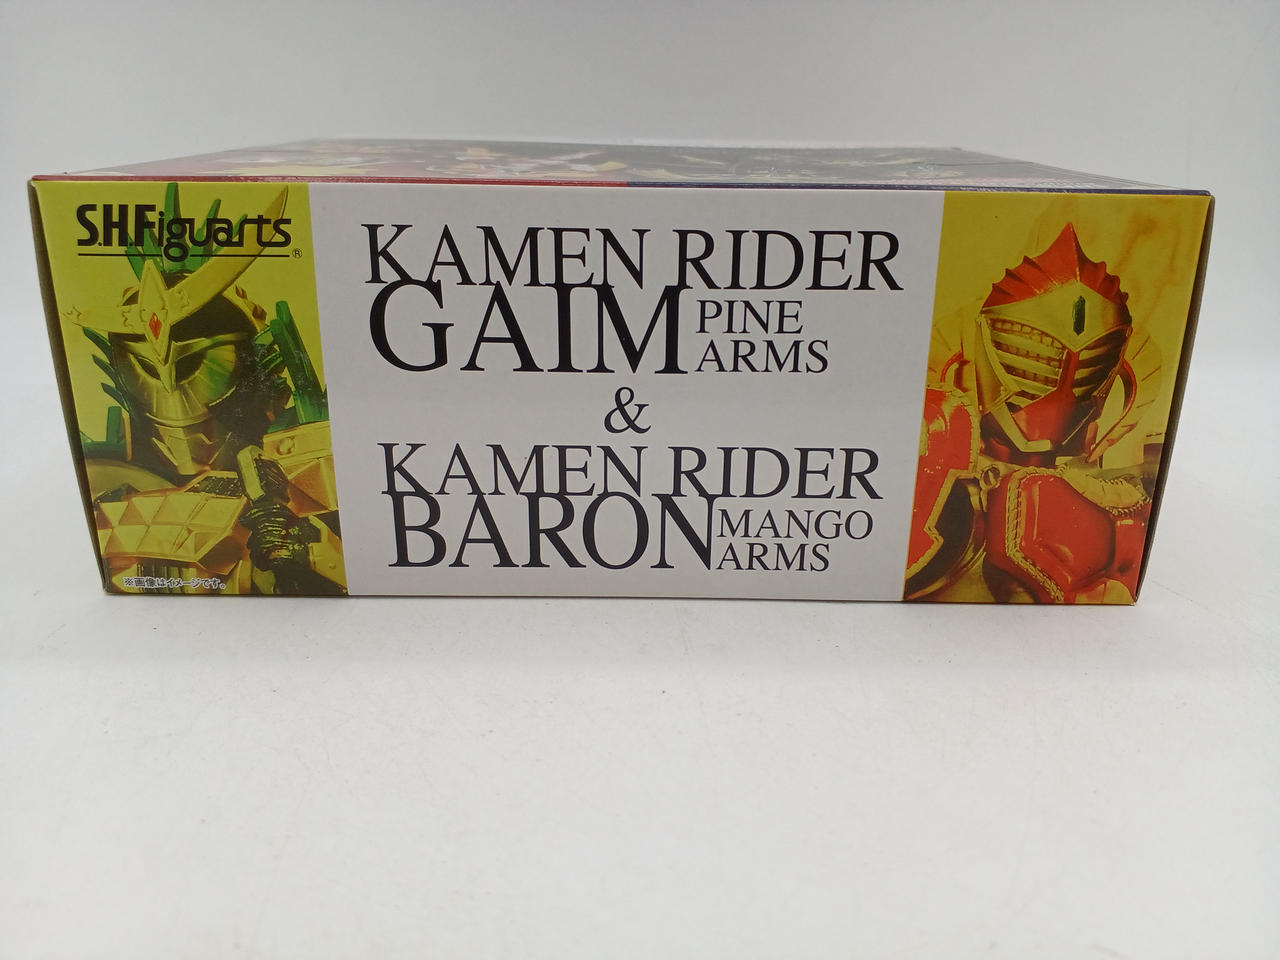 S.H.Figuarts®
KAMEN RIDER
GAIM PINE ARMS
&
KAMEN RIDER
BARON MANGO ARMS
※画像はイメージです。